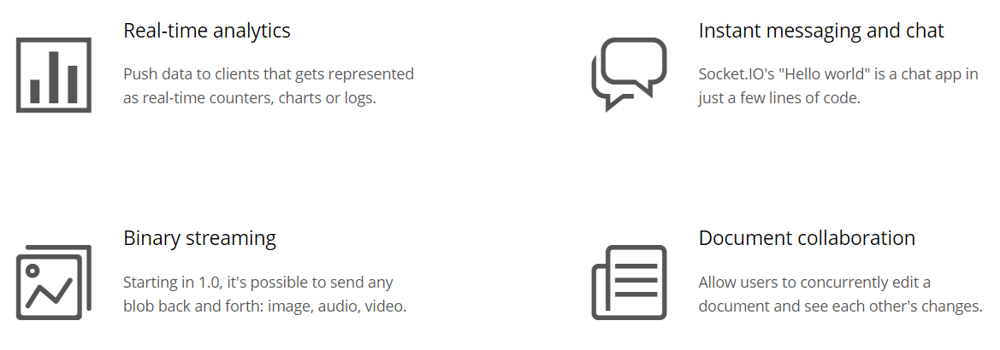 Real-time analytics
Push data to clients that gets represented
as real-time counters, charts or logs.
Instant messaging and chat
Socket.IO's "Hello world" is a chat app in
just a few lines of code.
Binary streaming
Starting in 1.0, it's possible to send any
blob back and forth: image, audio, video.
Document collaboration
Allow users to concurrently edit a
document and see each other's changes.